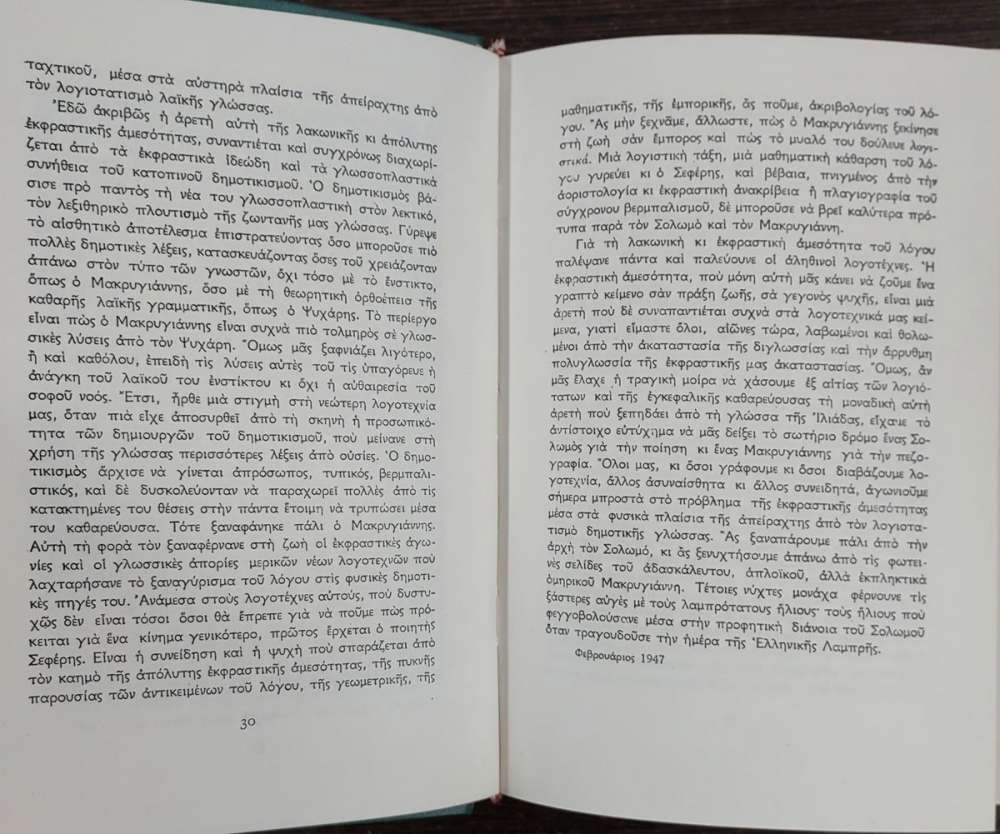 ταχτικοῦ, μέσα στὰ αὐστηρὰ πλαίσια τῆς ἀπείραχτης ἀπὸ
τὸν λογιοτατισμὸ λαϊκῆς γλώσσας.
Ἐδῶ ἀκριβῶς ἡ ἀρετὴ αὐτὴ τῆς λακωνικῆς κι ἀπόλυτης
ἐκφραστικῆς ἀμεσότητας, συναντιέται καὶ συγχρόνως διαχωρί-
ζεται ἀπὸ τὰ ἐκφραστικὰ ἰδεώδη καὶ τὰ γλωσσοπλαστικὰ
συνήθεια τοῦ κατοπινοῦ δημοτικισμοῦ. Ὁ δημοτικισμὸς βά-
σισε πρὸ παντὸς τὴ νέα του γλωσσοπλαστικὴ στὸν λεκτικό,
τὸν λεξιθηρικὸ πλουτισμὸ τῆς ζωντανῆς μας γλώσσας. Γύρεψε
τὸ αἰσθητικὸ ἀποτέλεσμα ἐπιστρατεύοντας ὅσο μποροῦσε πιὸ
πολλὲς δημοτικὲς λέξεις, κατασκευάζοντας ὅσες τοῦ χρειάζονταν
ἀπάνω στὸν τύπο τῶν γνωστῶν, ὄχι τόσο μὲ τὸ ἔνστικτο,
ὅπως ὁ Μακρυγιάννης, ὅσο μὲ τὴ θεωρητικὴ ὀρθοέπεια τῆς
καθαρῆς λαϊκῆς γραμματικῆς, ὅπως ὁ Ψυχάρης. Τὸ περίεργο
εἶναι πὼς ὁ Μακρυγιάννης εἶναι συχνὰ πιὸ τολμηρὸς σὲ γλωσ-
σικὲς λύσεις ἀπὸ τὸν Ψυχάρη. Ὅμως μᾶς ξαφνιάζει λιγότερο,
ἢ καὶ καθόλου, ἐπειδὴ τὶς λύσεις αὐτὲς τοῦ τὶς ὑπαγόρευε ἡ
ἀνάγκη τοῦ λαϊκοῦ του ἐνστίκτου κι ὄχι ἡ αὐθαιρεσία τοῦ
σοφοῦ νοός. Ἔτσι, ἦρθε μιὰ στιγμὴ στὴ νεώτερη λογοτεχνία
μας, ὅταν πιὰ εἶχε ἀποσυρθεῖ ἀπὸ τὴ σκηνὴ ἡ προσωπικό-
τητα τῶν δημιουργῶν τοῦ δημοτικισμοῦ, ποὺ μείνανε στὴ
χρήση τῆς γλώσσας περισσότερες λέξεις ἀπὸ οὐσίες. Ὁ δημο-
τικισμὸς ἄρχισε νὰ γίνεται ἀπρόσωπος, τυπικός, βερμπαλι-
στικός, καὶ δὲ δυσκολεύονταν νὰ παραχωρεῖ πολλὲς ἀπὸ τὶς
κατακτημένες του θέσεις στὴν πάντα ἕτοιμη νὰ τρυπώσει μέσα
του καθαρεύουσα. Τότε ξαναφάνηκε πάλι ὁ Μακρυγιάννης.
Αὐτὴ τὴ φορὰ τὸν ξαναφέρνανε στὴ ζωὴ οἱ ἐκφραστικὲς ἀγω-
νίες καὶ οἱ γλωσσικὲς ἀπορίες μερικῶν νέων λογοτεχνῶν ποὺ
λαχταρήσανε τὸ ξαναγύρισμα τοῦ λόγου στὶς φυσικὲς δημοτι-
κὲς πηγές του. Ἀνάμεσα στοὺς λογοτέχνες αὐτούς, ποὺ δυστυ-
χῶς δὲν εἶναι τόσοι ὅσοι θὰ ἔπρεπε γιὰ νὰ ποῦμε πὼς πρό-
κειται γιὰ ἕνα κίνημα γενικότερο, πρῶτος ἔρχεται ὁ ποιητὴς
Σεφέρης. Εἶναι ἡ συνείδηση καὶ ἡ ψυχὴ ποὺ σπαράζεται ἀπὸ
τὸν καημὸ τῆς ἀπόλυτης ἐκφραστικῆς ἀμεσότητας, τῆς πυκνῆς
παρουσίας τῶν ἀντικειμένων τοῦ λόγου, τῆς γεωμετρικῆς, τῆς
30
μαθηματικῆς, τῆς ἐμπορικῆς, ἂς ποῦμε, ἀκριβολογίας τοῦ λό-
γου. Ἂς μὴν ξεχνᾶμε, ἄλλωστε, πὼς ὁ Μακρυγιάννης ξεκίνησε
στὴ ζωὴ σὰν ἔμπορος καὶ πὼς τὸ μυαλό του δούλευε λογι-
στικά. Μιὰ λογιστικὴ τάξη, μιὰ μαθηματικὴ κάθαρση τοῦ λό-
γου γυρεύει κι ὁ Σεφέρης, καὶ βέβαια, πνιγμένος ἀπὸ τὴν
ἀοριστολογία κι ἐκφραστικὴ ἀνακρίβεια ἢ πλαγιογραφία τοῦ
σύγχρονου βερμπαλισμοῦ, δὲ μποροῦσε νὰ βρεῖ καλύτερα πρό-
τυπα παρὰ τὸν Σολωμὸ καὶ τὸν Μακρυγιάννη.
Γιὰ τὴ λακωνικὴ κι ἐκφραστικὴ ἀμεσότητα τοῦ λόγου
παλέψανε πάντα καὶ παλεύουνε οἱ ἀληθινοὶ λογοτέχνες. Ἡ
ἐκφραστικὴ ἀμεσότητα, ποὺ μόνη αὐτὴ μᾶς κάνει νὰ ζοῦμε ἕνα
γραπτὸ κείμενο σὰν πράξη ζωῆς, σὰ γεγονὸς ψυχῆς, εἶναι μιὰ
ἀρετὴ ποὺ δὲ συναπαντιέται συχνὰ στὰ λογοτεχνικά μας κεί-
μενα, γιατὶ εἴμαστε ὅλοι, αἰῶνες τώρα, λαβωμένοι καὶ θολω-
μένοι ἀπὸ τὴν ἀκαταστασία τῆς διγλωσσίας καὶ τὴν ἄρρυθμη
πολυγλωσσία τῆς ἐκφραστικῆς μας ἀκαταστασίας. Ὅμως, ἂν
μᾶς ἔλαχε ἡ τραγικὴ μοίρα νὰ χάσουμε ἐξ αἰτίας τῶν λογιό-
τατων καὶ τῆς ἐγκεφαλικῆς καθαρεύουσας τὴ μοναδικὴ αὐτὴ
ἀρετὴ ποὺ ξεπηδάει ἀπὸ τὴ γλώσσα τῆς Ἰλιάδας, εἴχαμε τὸ
ἀντίστοιχο εὐτύχημα νὰ μᾶς δείξει τὸ σωτήριο δρόμο ἕνας Σο-
λωμὸς γιὰ τὴν ποίηση κι ἕνας Μακρυγιάννης γιὰ τὴν πεζο-
γραφία. Ὅλοι μας, κι ὅσοι γράφουμε κι ὅσοι διαβάζουμε λο-
γοτεχνία, ἄλλος ἀσυναίσθητα κι ἄλλος συνειδητά, ἀγωνιοῦμε
σήμερα μπροστὰ στὸ πρόβλημα τῆς ἐκφραστικῆς ἀμεσότητας
μέσα στὰ φυσικὰ πλαίσια τῆς ἀπείραχτης ἀπὸ τὸν λογιοτα-
τισμὸ δημοτικῆς γλώσσας. Ἂς ξαναπάρουμε πάλι ἀπὸ τὴν
ἀρχὴ τὸν Σολωμό, κι ἂς ξενυχτήσουμε ἀπάνω ἀπὸ τὶς φωτει-
νὲς σελίδες τοῦ ἀδασκάλευτου, ἁπλοϊκοῦ, ἀλλὰ ἐκπληκτικὰ
ὁμηρικοῦ Μακρυγιάννη. Τέτοιες νύχτες μονάχα φέρνουνε τὶς
ξάστερες αὐγὲς μὲ τοὺς λαμπρότατους ἥλιους· τοὺς ἥλιους ποὺ
φεγγοβολούσανε μέσα στὴν προφητικὴ διάνοια τοῦ Σολωμοῦ
ὅταν τραγουδοῦσε τὴν ἡμέρα τῆς Ἑλληνικῆς Λαμπρῆς.
Φεβρουάριος 1947